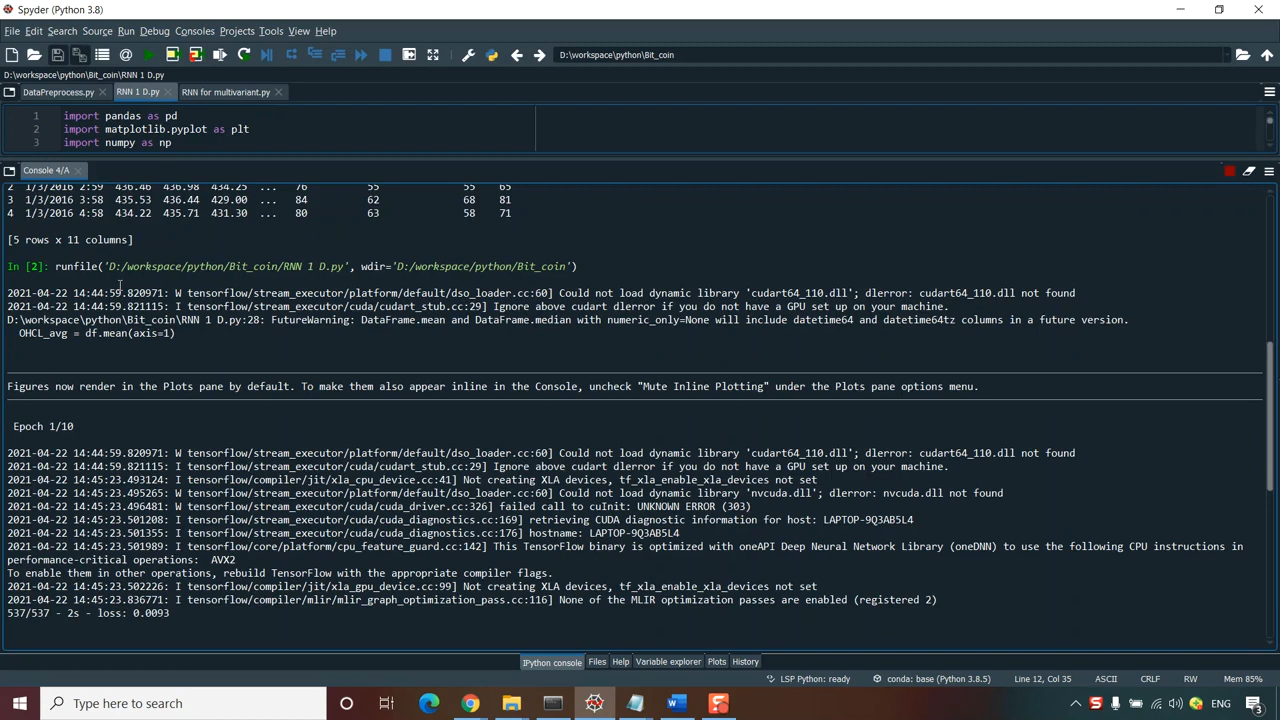 Spyder (Python 3.8)
File Edit Search Source Run Debug Consoles Projects Tools View Help
D:\workspace\python\Bit_coin
D:\workspace\python\Bit_coin\RNN 1 D.py
DataPreprocess.py RNN 1 D.py RNN for multivariant.py
1 import pandas as pd
2 import matplotlib.pyplot as plt
3 import numpy as np
Console 4/A
2 1/3/2016 2:59 436.46 436.98 434.25 ... 76 55 55 65
3 1/3/2016 3:58 435.53 436.44 429.00 ... 84 62 68 81
4 1/3/2016 4:58 434.22 435.71 431.30 ... 80 63 58 71
[5 rows x 11 columns]
In [2]: runfile('D:/workspace/python/Bit_coin/RNN 1 D.py', wdir='D:/workspace/python/Bit_coin')
2021-04-22 14:44:59.820971: W tensorflow/stream_executor/platform/default/dso_loader.cc:60] Could not load dynamic library 'cudart64_110.dll'; dlerror: cudart64_110.dll not found
2021-04-22 14:44:59.821115: I tensorflow/stream_executor/cuda/cudart_stub.cc:29] Ignore above cudart dlerror if you do not have a GPU set up on your machine.
D:\workspace\python\Bit_coin\RNN 1 D.py:28: FutureWarning: DataFrame.mean and DataFrame.median with numeric_only=None will include datetime64 and datetime64tz columns in a future version.
OHCL_avg = df.mean(axis=1)
Figures now render in the Plots pane by default. To make them also appear inline in the Console, uncheck "Mute Inline Plotting" under the Plots pane options menu.
Epoch 1/10
2021-04-22 14:44:59.820971: W tensorflow/stream_executor/platform/default/dso_loader.cc:60] Could not load dynamic library 'cudart64_110.dll'; dlerror: cudart64_110.dll not found
2021-04-22 14:44:59.821115: I tensorflow/stream_executor/cuda/cudart_stub.cc:29] Ignore above cudart dlerror if you do not have a GPU set up on your machine.
2021-04-22 14:45:23.493124: I tensorflow/compiler/jit/xla_cpu_device.cc:41] Not creating XLA devices, tf_xla_enable_xla_devices not set
2021-04-22 14:45:23.495265: W tensorflow/stream_executor/platform/default/dso_loader.cc:60] Could not load dynamic library 'nvcuda.dll'; dlerror: nvcuda.dll not found
2021-04-22 14:45:23.496481: W tensorflow/stream_executor/cuda/cuda_driver.cc:326] failed call to cuInit: UNKNOWN ERROR (303)
2021-04-22 14:45:23.501208: I tensorflow/stream_executor/cuda/cuda_diagnostics.cc:169] retrieving CUDA diagnostic information for host: LAPTOP-9Q3AB5L4
2021-04-22 14:45:23.501355: I tensorflow/stream_executor/cuda/cuda_diagnostics.cc:176] hostname: LAPTOP-9Q3AB5L4
2021-04-22 14:45:23.501989: I tensorflow/core/platform/cpu_feature_guard.cc:142] This TensorFlow binary is optimized with oneAPI Deep Neural Network Library (oneDNN) to use the following CPU instructions in
performance-critical operations: AVX2
To enable them in other operations, rebuild TensorFlow with the appropriate compiler flags.
2021-04-22 14:45:23.502226: I tensorflow/compiler/jit/xla_gpu_device.cc:99] Not creating XLA devices, tf_xla_enable_xla_devices not set
2021-04-22 14:45:23.836771: I tensorflow/compiler/mlir/mlir_graph_optimization_pass.cc:116] None of the MLIR optimization passes are enabled (registered 2)
537/537 - 2s - loss: 0.0093
IPython console Files Help Variable explorer Plots History
LSP Python: ready conda: base (Python 3.8.5) Line 12, Col 35 ASCII CRLF RW Mem 85%
Type here to search
ENG
3